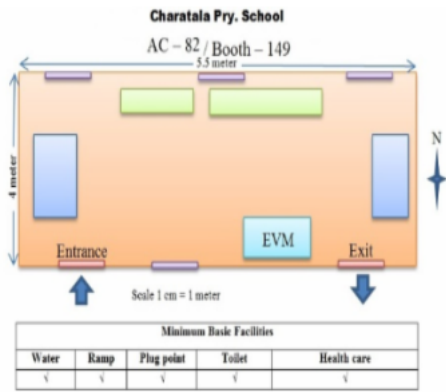 Charatala Pry. School
AC – 82 / Booth – 149
5.5 meter
4 meter
N
Entrance
EVM
Exit
Scale 1 cm = 1 meter
Minimum Basic Facilities
Water Ramp Plug point Toilet Health care
√ √ √ √ √